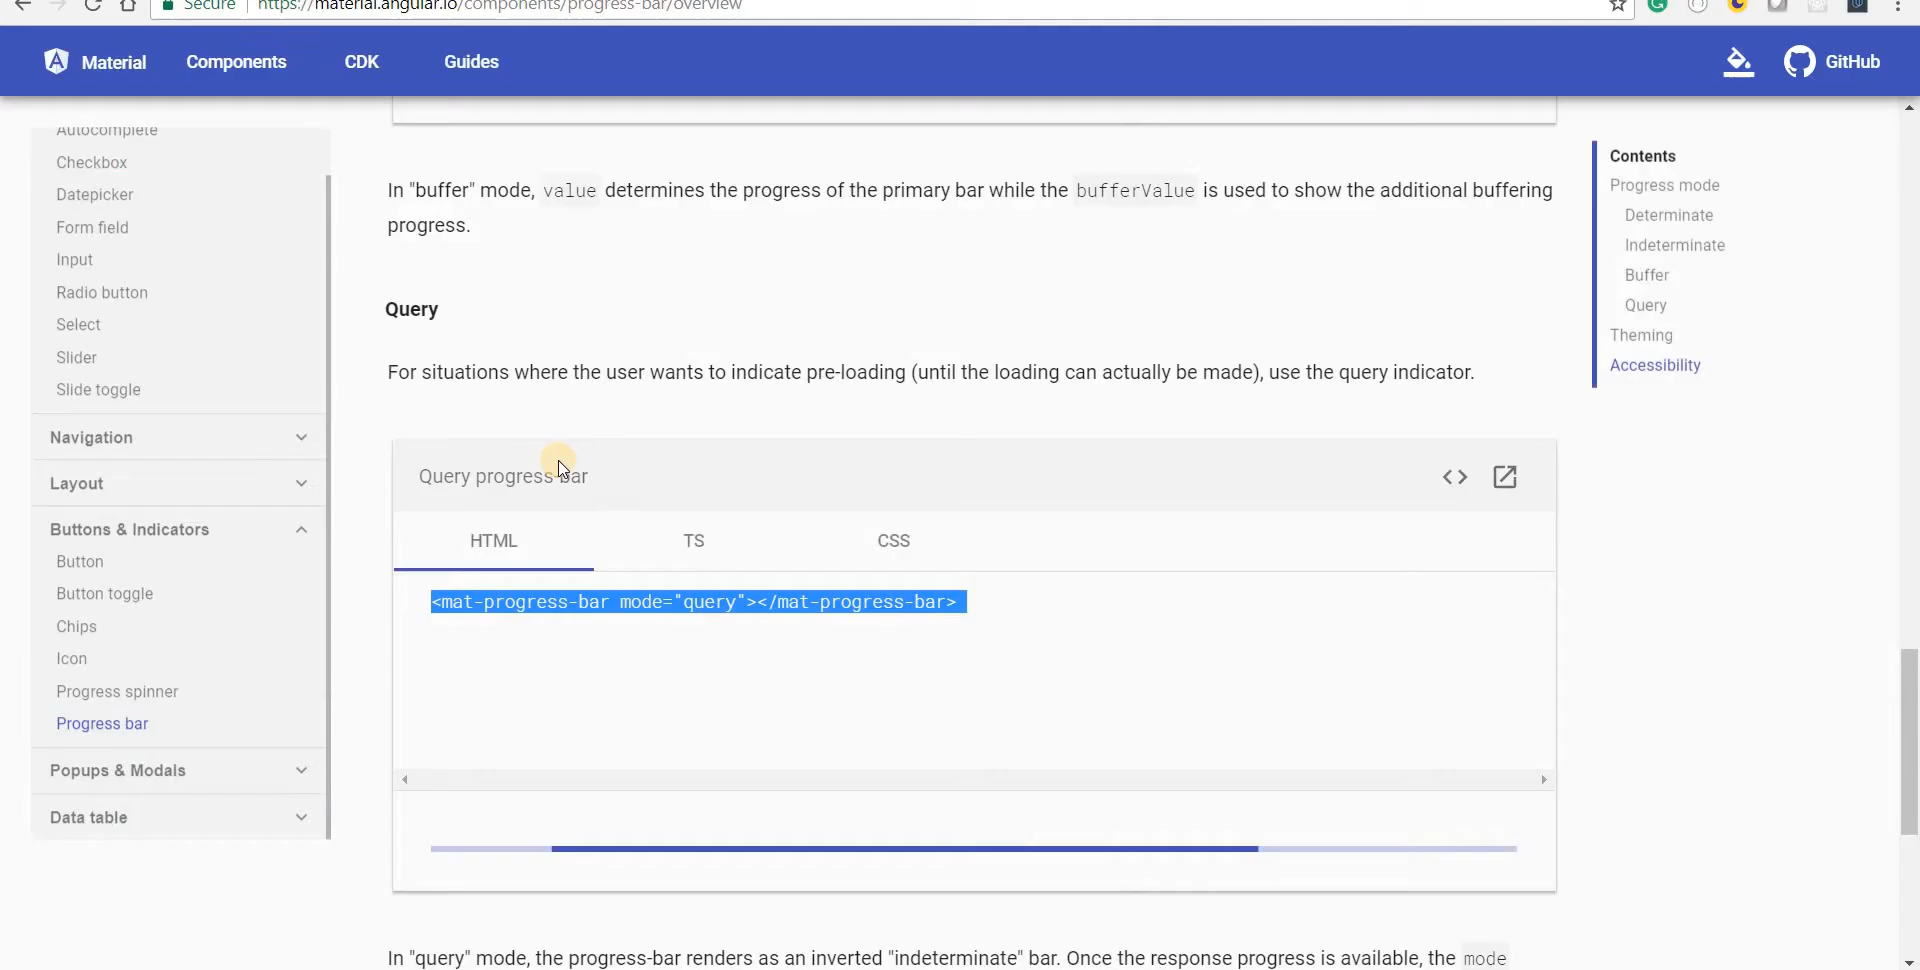 Secure
https://material.angular.io/components/progress-bar/overview
Material
Components
CDK
Guides
GitHub
Autocomplete
Checkbox
Datepicker
Form field
Input
Radio button
Select
Slider
Slide toggle
Navigation
Layout
Buttons & Indicators
Button
Button toggle
Chips
Icon
Progress spinner
Progress bar
Popups & Modals
Data table
In "buffer" mode, value determines the progress of the primary bar while the bufferValue is used to show the additional buffering
progress.
Query
For situations where the user wants to indicate pre-loading (until the loading can actually be made), use the query indicator.
Query progress bar
HTML
TS
CSS
<mat-progress-bar mode="query"></mat-progress-bar>
In "query" mode, the progress-bar renders as an inverted "indeterminate" bar. Once the response progress is available, the mode
Contents
Progress mode
Determinate
Indeterminate
Buffer
Query
Theming
Accessibility